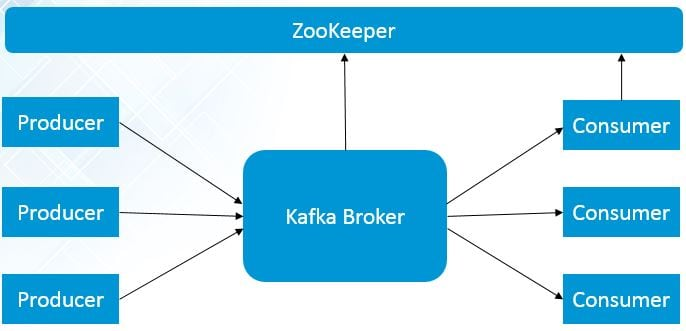 ZooKeeper
Producer
Consumer
Producer
Kafka Broker
Consumer
Producer
Consumer